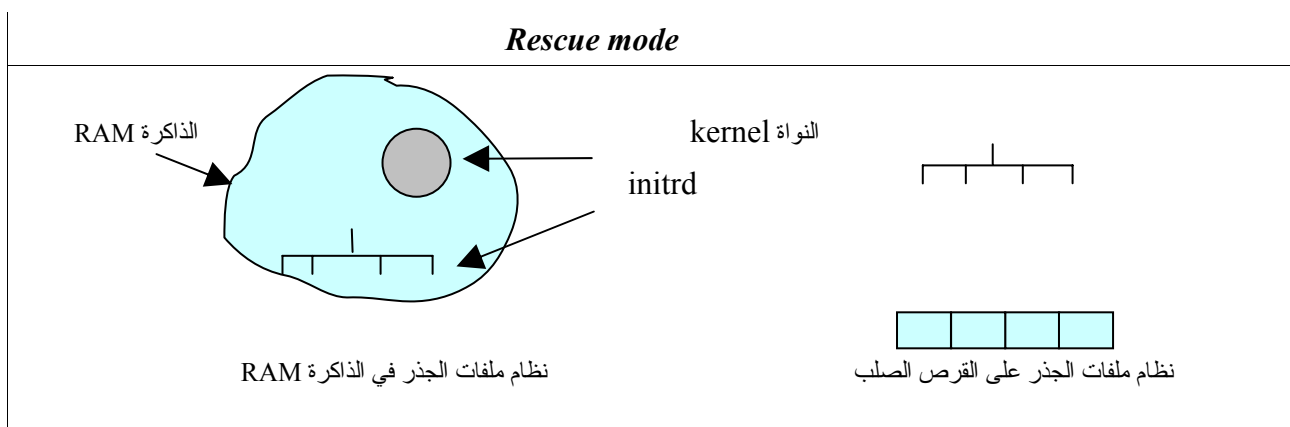 Rescue mode
الذاكرة RAM
النواة kernel
initrd
نظام ملفات الجذر في الذاكرة RAM
نظام ملفات الجذر على القرص الصلب